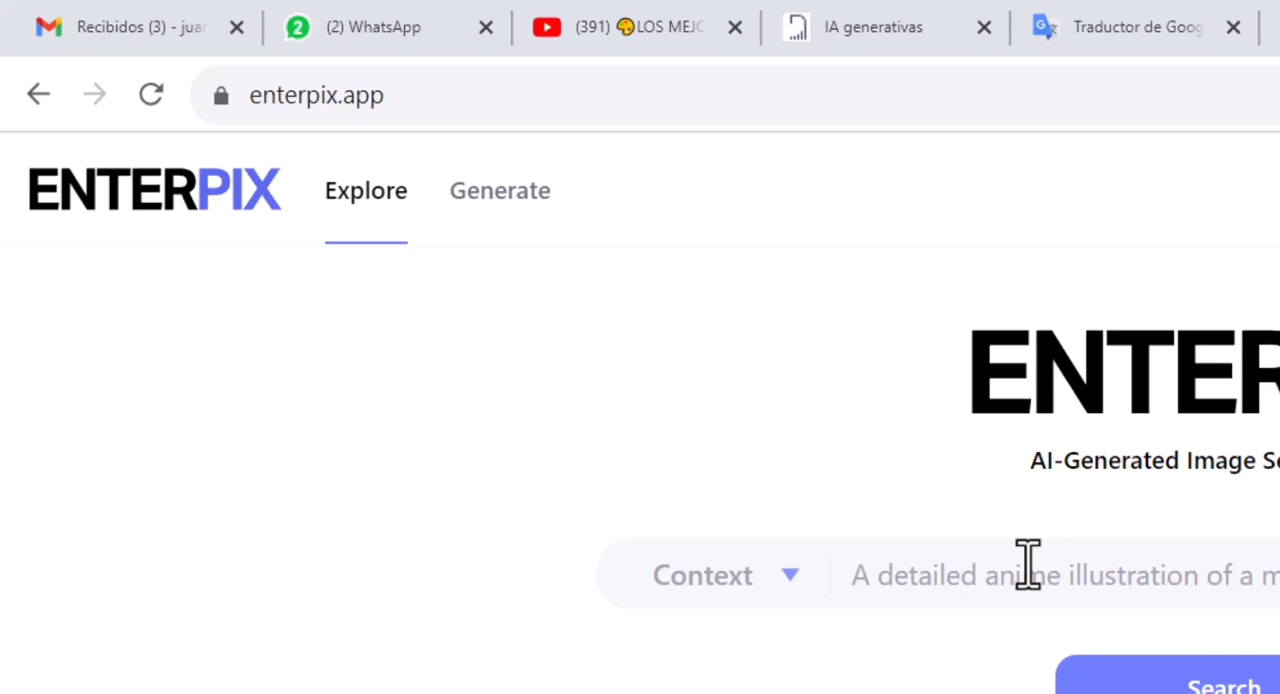 Recibidos (3) - juar
(2) WhatsApp
(391) LOS MEJC
IA generativas
Traductor de Goog
enterpix.app
ENTERPIX
Explore
Generate
ENTER
AI-Generated Image Se
Context
A detailed anime illustration of a m
Search